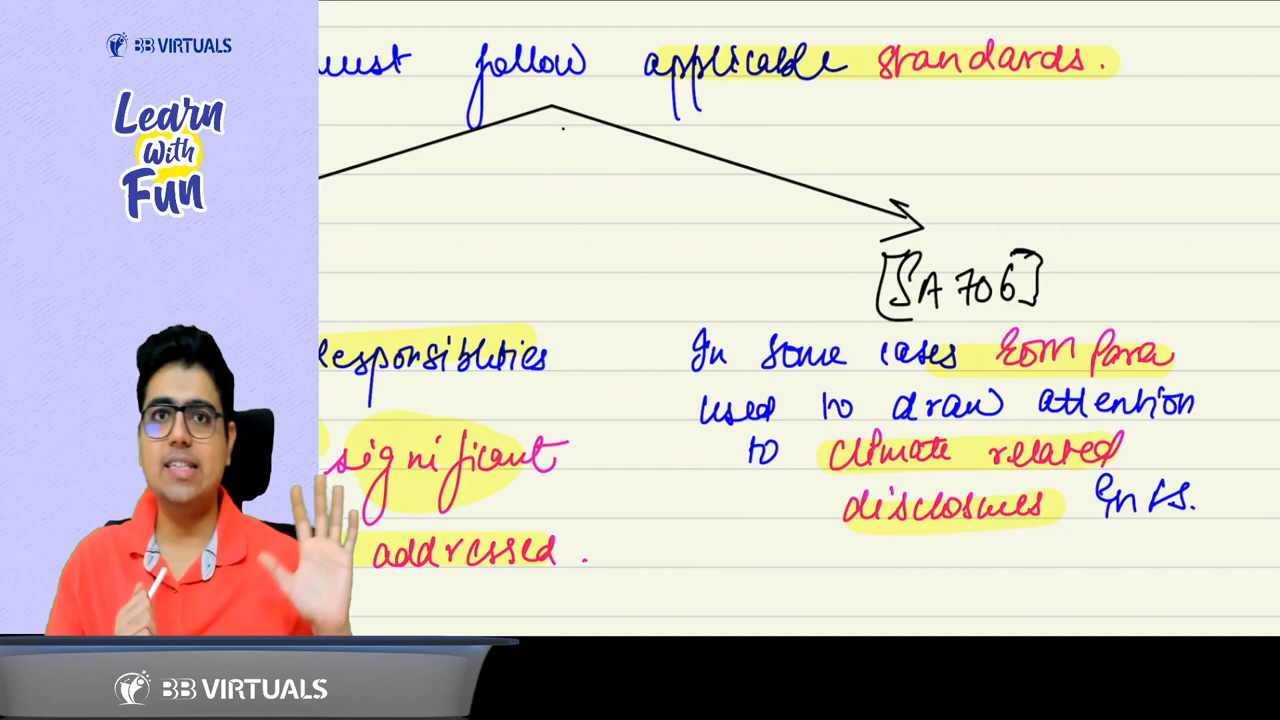 BB VIRTUALS
Learn
With
Fun
must follow applicable standards.
[SA 706]
Responsiblities
significant
addressed.
In some cases EOM Para
used to draw attention
to climate related
disclosures in FS.
BB VIRTUALS